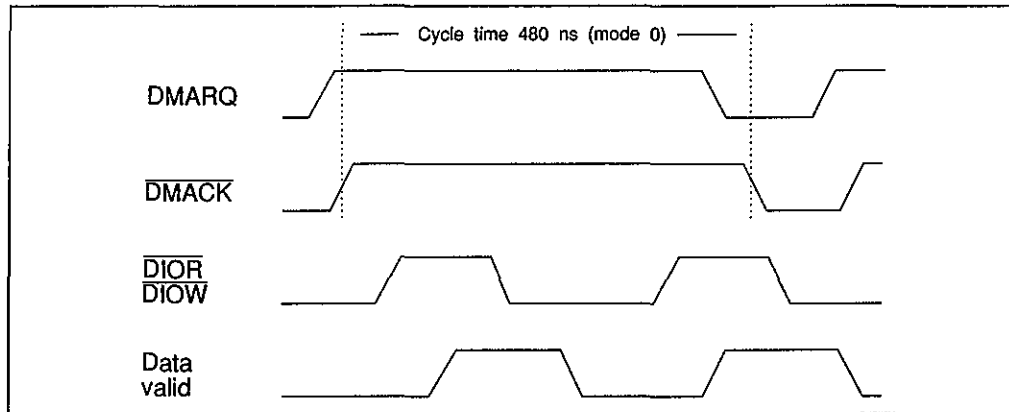 Cycle time 480 ns (mode 0)
DMARQ
DMACK
DIOR
DIOW
Data
valid